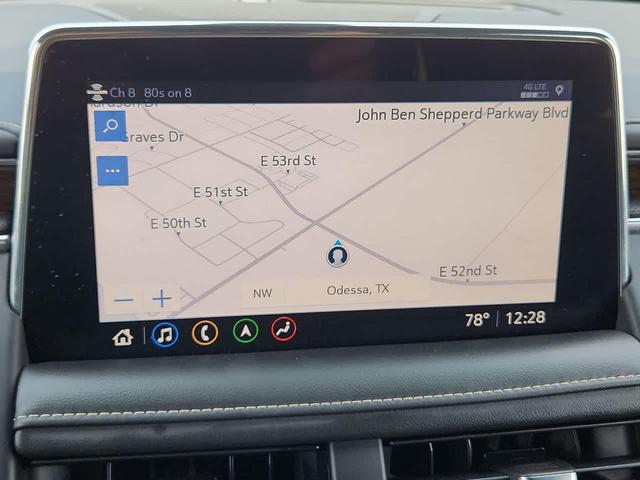 Ch 8 80s on 8
4G LTE
John Ben Shepperd Parkway Blvd
Graves Dr
E 53rd St
E 51st St
E 50th St
E 52nd St
NW Odessa, TX
78° 12:28